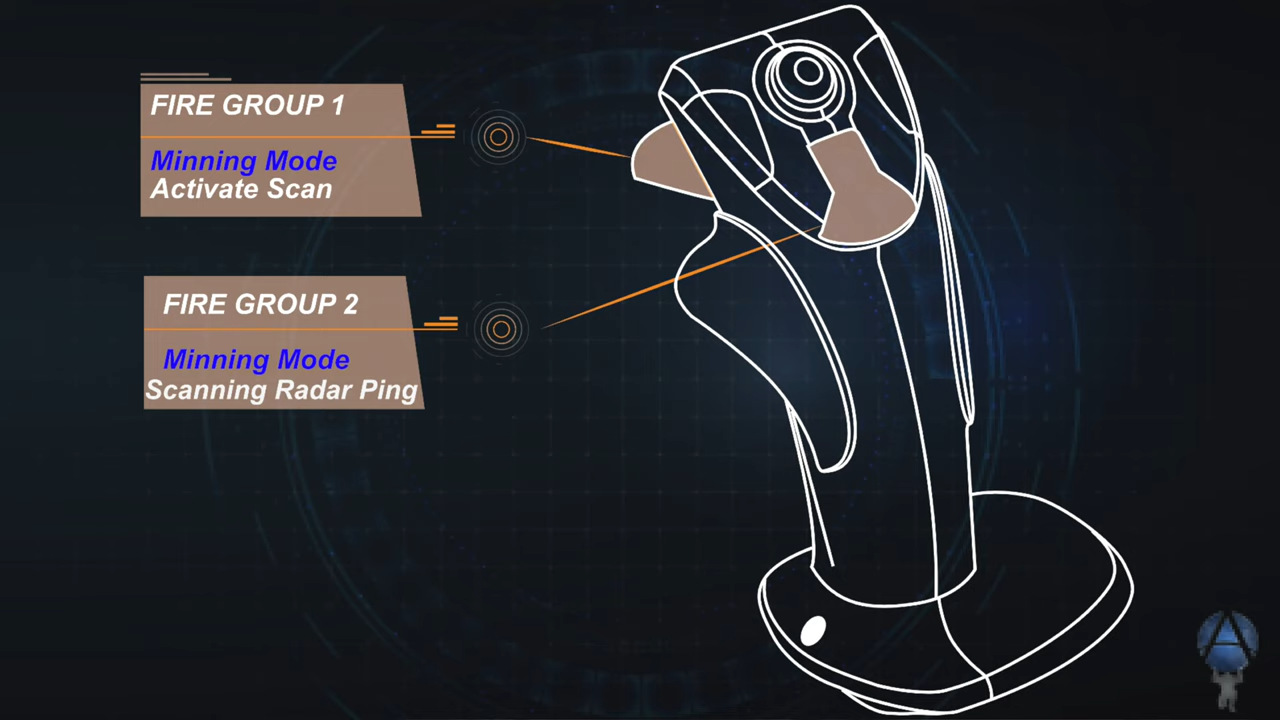 FIRE GROUP 1
Minning Mode
Activate Scan
FIRE GROUP 2
Minning Mode
Scanning Radar Ping